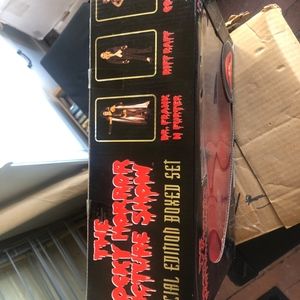 THE
ROCKY HORROR
PICTURE SHOW
SPECIAL EDITION BOXED SET
DR. FRANK
N FURTER
RIFF RAFF